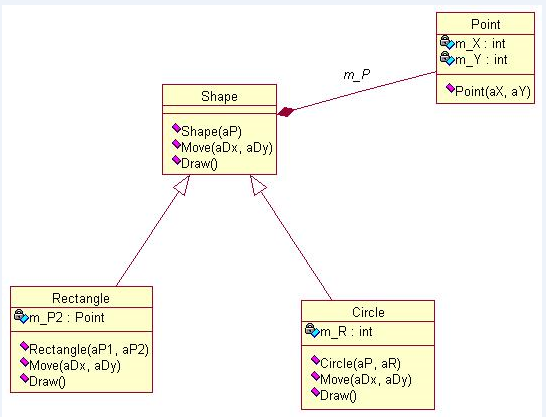 Point
m_X : int
m_Y : int
Point(aX, aY)
m_P
Shape
Shape(aP)
Move(aDx, aDy)
Draw()
Rectangle
m_P2 : Point
Rectangle(aP1, aP2)
Move(aDx, aDy)
Draw()
Circle
m_R : int
Circle(aP, aR)
Move(aDx, aDy)
Draw()